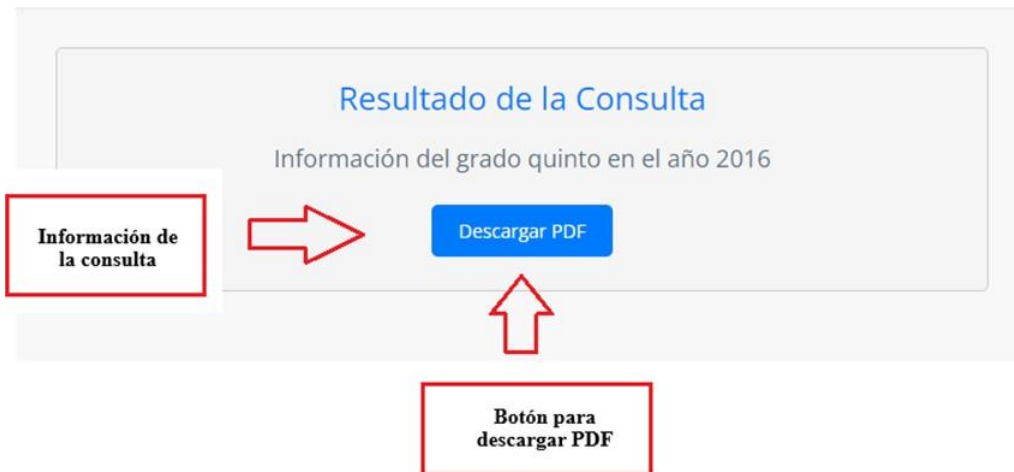 Resultado de la Consulta
Información del grado quinto en el año 2016
Descargar PDF
Información de
la consulta
Botón para
descargar PDF